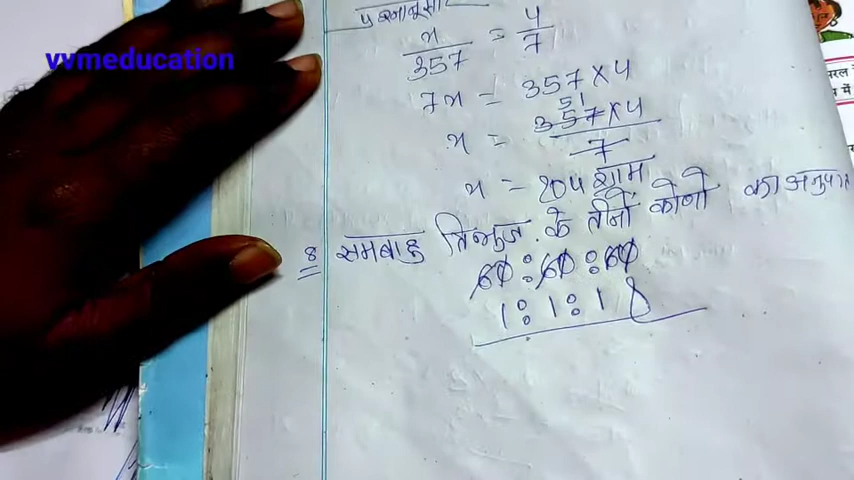 प्रश्नानुसार
vvmeducation
x/357 = 4/7
7x = 357 × 4
x = 51 357 × 4 / 7
x = 204 ग्राम
8 समबाहु त्रिभुज के तीनों कोणों का अनुपात
60 : 60 : 60
1 : 1 : 1
में